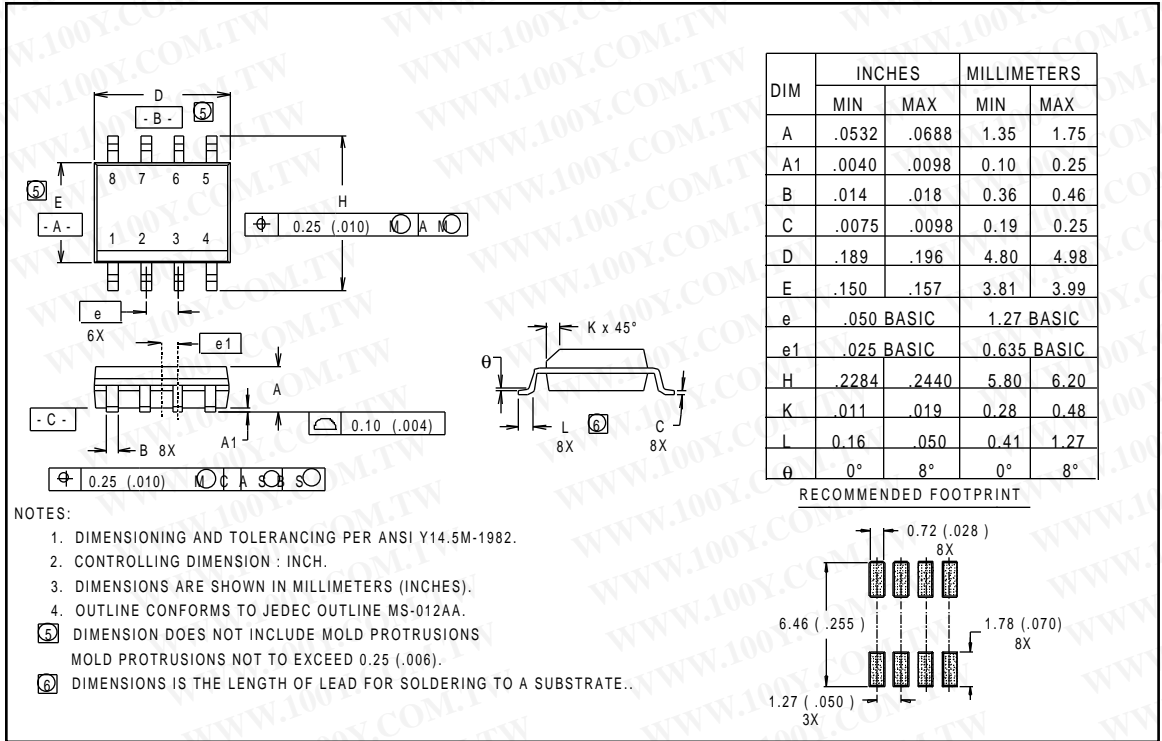 D
- B -
5
8 7 6 5
5
E
- A -
H
0.25 (.010) M A M
1 2 3 4
e
6X
e1
A
- C -
B 8X
A1
0.10 (.004)
0.25 (.010) M C A S B S
K x 45°
θ
L
8X
6
C
8X
DIM INCHES MILLIMETERS
MIN MAX MIN MAX
A .0532 .0688 1.35 1.75
A1 .0040 .0098 0.10 0.25
B .014 .018 0.36 0.46
C .0075 .0098 0.19 0.25
D .189 .196 4.80 4.98
E .150 .157 3.81 3.99
e .050 BASIC 1.27 BASIC
e1 .025 BASIC 0.635 BASIC
H .2284 .2440 5.80 6.20
K .011 .019 0.28 0.48
L 0.16 .050 0.41 1.27
θ 0° 8° 0° 8°
RECOMMENDED FOOTPRINT
0.72 (.028 )
8X
6.46 ( .255 )
1.78 (.070)
8X
1.27 ( .050 )
3X
NOTES:
1. DIMENSIONING AND TOLERANCING PER ANSI Y14.5M-1982.
2. CONTROLLING DIMENSION : INCH.
3. DIMENSIONS ARE SHOWN IN MILLIMETERS (INCHES).
4. OUTLINE CONFORMS TO JEDEC OUTLINE MS-012AA.
5 DIMENSION DOES NOT INCLUDE MOLD PROTRUSIONS
MOLD PROTRUSIONS NOT TO EXCEED 0.25 (.006).
6 DIMENSIONS IS THE LENGTH OF LEAD FOR SOLDERING TO A SUBSTRATE..
WWW.100Y.COM.TW